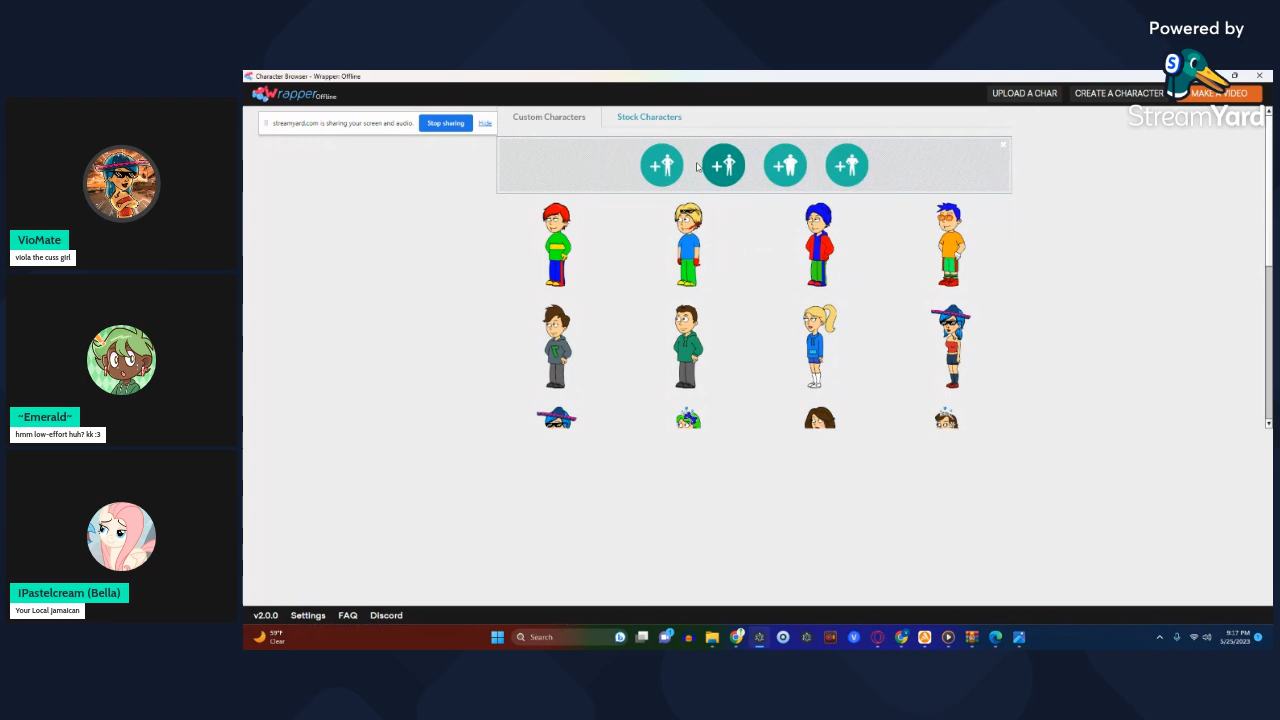 Powered by
S
StreamYard
Character Browser - Wrapper: Offline
Wrapper Offline
UPLOAD A CHAR
CREATE A CHARACTER
MAKE A VIDEO
streamyard.com is sharing your screen and audio.
Stop sharing
Hide
Custom Characters
Stock Characters
VioMate
viola the cuss girl
~Emerald~
hmm low-effort huh? kk :3
IPastelcream (Bella)
Your Local Jamaican
v2.0.0
Settings
FAQ
Discord
59°F
Clear
Search
9:17 PM
5/25/2023